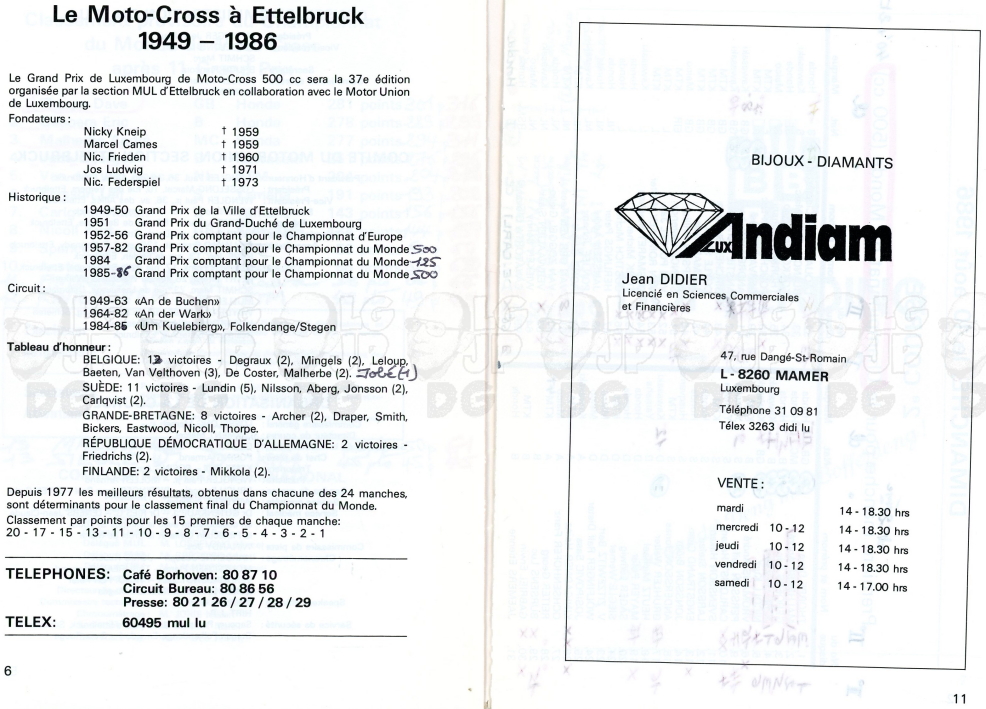 Le Moto-Cross à Ettelbruck
1949 – 1986
Le Grand Prix de Luxembourg de Moto-Cross 500 cc sera la 37e édition
organisée par la section MUL d'Ettelbruck en collaboration avec le Motor Union
de Luxembourg.
Fondateurs :
Nicky Kneip † 1959
Marcel Cames † 1959
Nic. Frieden † 1960
Jos Ludwig † 1971
Nic. Federspiel † 1973
Historique :
1949-50 Grand Prix de la Ville d'Ettelbruck
1951 Grand Prix du Grand-Duché de Luxembourg
1952-56 Grand Prix comptant pour le Championnat d'Europe
1957-82 Grand Prix comptant pour le Championnat du Monde 500
1984 Grand Prix comptant pour le Championnat du Monde -125
1985-86 Grand Prix comptant pour le Championnat du Monde 500
Circuit :
1949-63 «An de Buchen»
1964-82 «An der Wark»
1984-86 «Um Kuelebierg», Folkendange/Stegen
Tableau d'honneur :
BELGIQUE: 13 victoires - Degraux (2), Mingels (2), Leloup,
Baeten, Van Velthoven (3), De Coster, Malherbe (2). Jobé (1)
SUÈDE: 11 victoires - Lundin (5), Nilsson, Aberg, Jonsson (2),
Carlqvist (2).
GRANDE-BRETAGNE: 8 victoires - Archer (2), Draper, Smith,
Bickers, Eastwood, Nicoll, Thorpe.
RÉPUBLIQUE DÉMOCRATIQUE D'ALLEMAGNE: 2 victoires -
Friedrichs (2).
FINLANDE: 2 victoires - Mikkola (2).
Depuis 1977 les meilleurs résultats, obtenus dans chacune des 24 manches,
sont déterminants pour le classement final du Championnat du Monde.
Classement par points pour les 15 premiers de chaque manche:
20 - 17 - 15 - 13 - 11 - 10 - 9 - 8 - 7 - 6 - 5 - 4 - 3 - 2 - 1
TELEPHONES: Café Borhoven: 80 87 10
Circuit Bureau: 80 86 56
Presse: 80 21 26 / 27 / 28 / 29
TELEX: 60495 mul lu
6
BIJOUX - DIAMANTS
LUX Andiam
Jean DIDIER
Licencié en Sciences Commerciales
et Financières
47, rue Dangé-St-Romain
L - 8260 MAMER
Luxembourg
Téléphone 31 09 81
Télex 3263 didi lu
VENTE :
mardi 14 - 18.30 hrs
mercredi 10 - 12 14 - 18.30 hrs
jeudi 10 - 12 14 - 18.30 hrs
vendredi 10 - 12 14 - 18.30 hrs
samedi 10 - 12 14 - 17.00 hrs
11